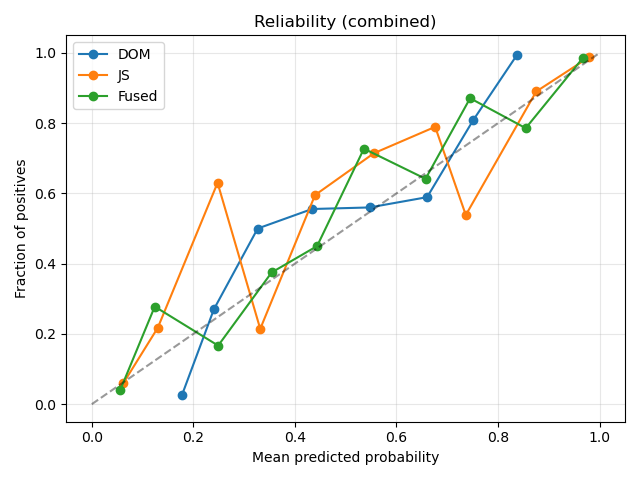 Reliability (combined)
DOM
JS
Fused
Fraction of positives
1.0
0.8
0.6
0.4
0.2
0.0
0.0 0.2 0.4 0.6 0.8 1.0
Mean predicted probability